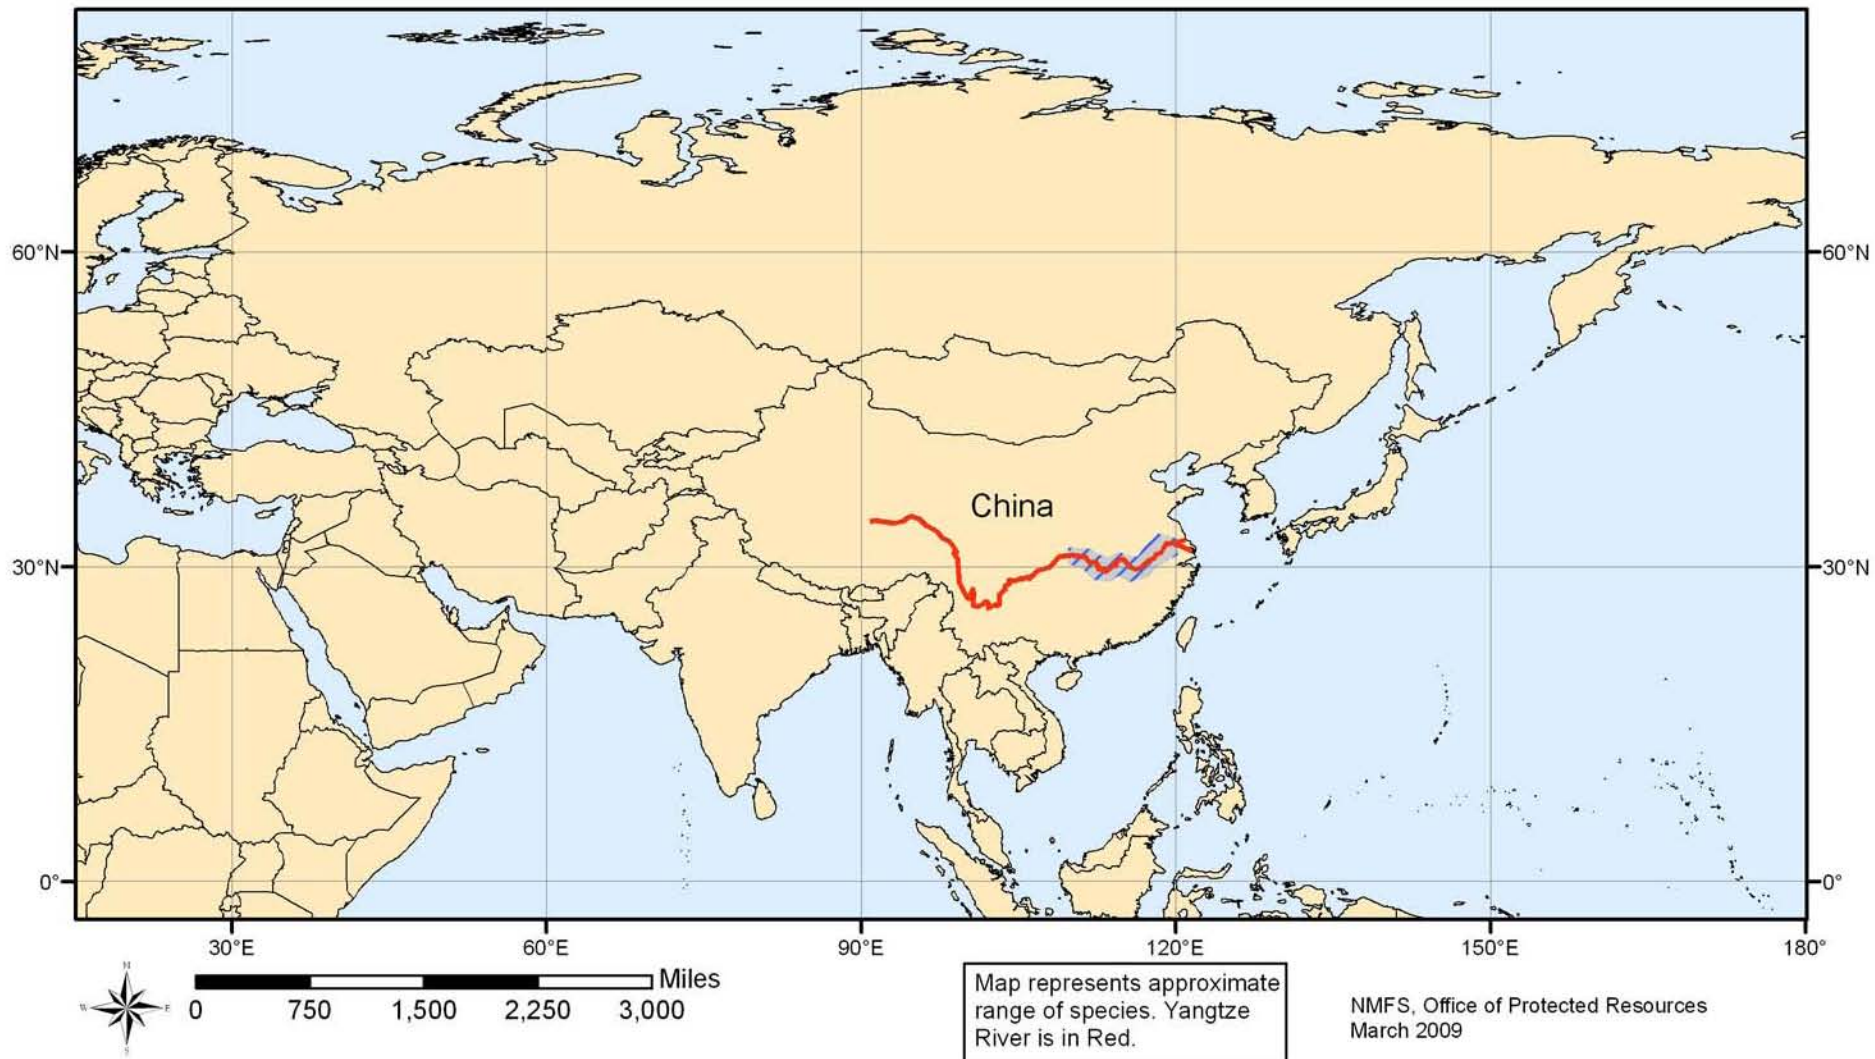 60°N
60°N
China
30°N
30°N
0°
0°
30°E
60°E
90°E
120°E
150°E
180°
N
W
E
S
Miles
0
750
1,500
2,250
3,000
Map represents approximate
range of species. Yangtze
River is in Red.
NMFS, Office of Protected Resources
March 2009